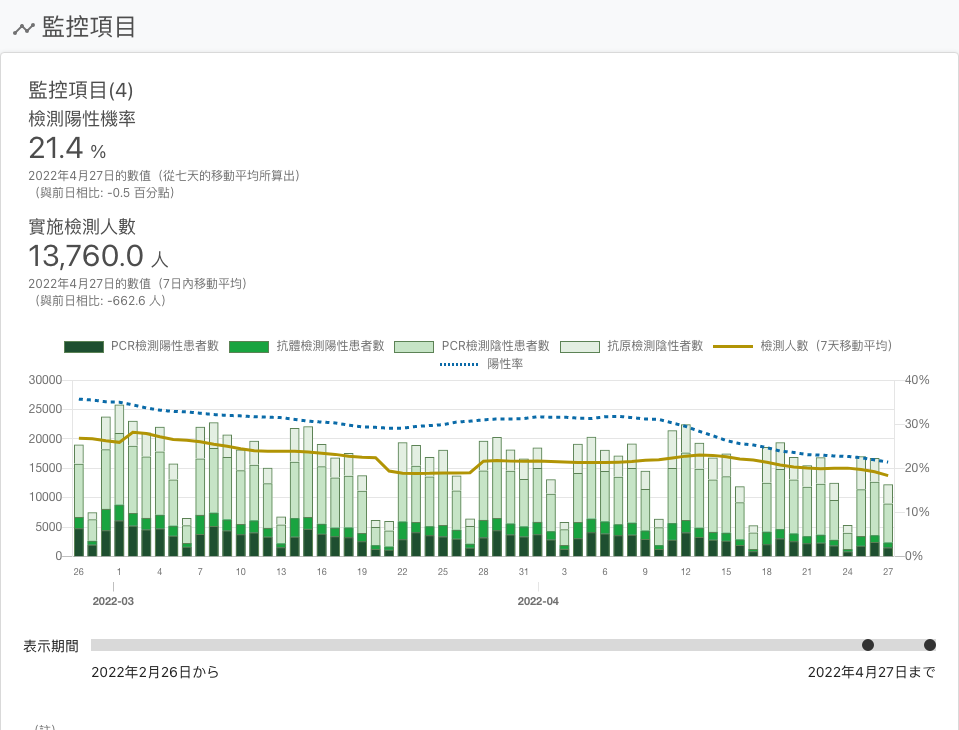 監控項目
監控項目(4)
檢測陽性機率
21.4 %
2022年4月27日的數值（從七天的移動平均所算出）
（與前日相比: -0.5 百分點）
實施檢測人數
13,760.0 人
2022年4月27日的數值（7日內移動平均）
（與前日相比: -662.6 人）
PCR檢測陽性患者數 抗體檢測陽性患者數 PCR檢測陰性患者數 抗原檢測陰性者數 檢測人數（7天移動平均）
陽性率
30000 40%
25000
20000 30%
15000 20%
10000
5000 10%
0 0%
26 1 4 7 10 13 16 19 22 25 28 31 3 6 9 12 15 18 21 24 27
2022-03 2022-04
表示期間
2022年2月26日から 2022年4月27日まで
（註）